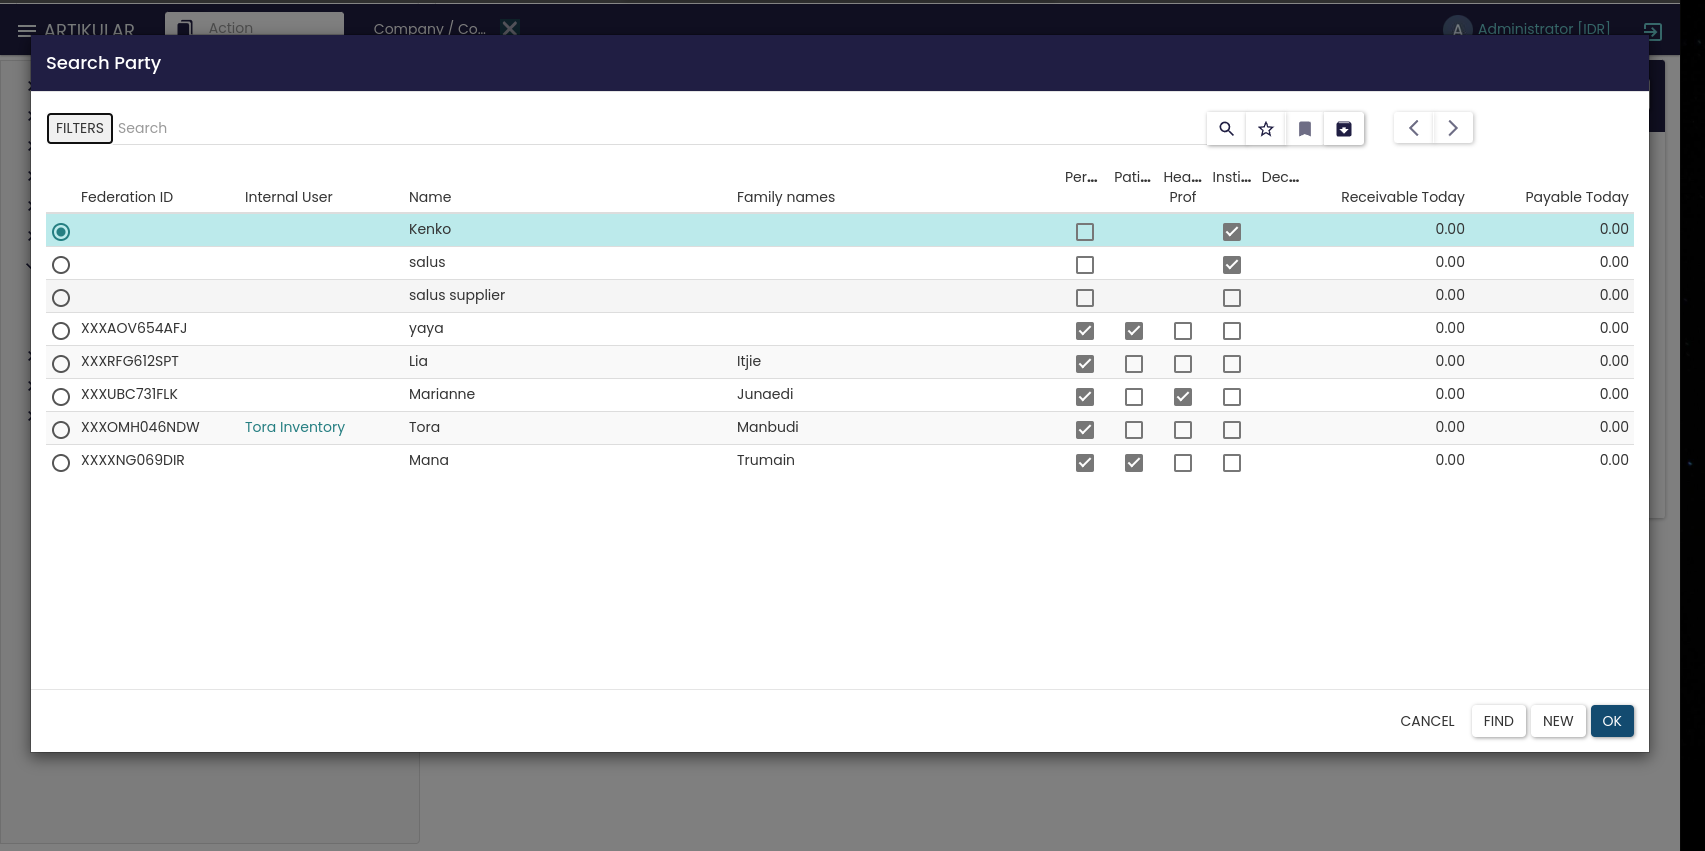 ARTIKULAR
Action
Company / Co...
A
Administrator [IDR]
Search Party
FILTERS
Search
Federation ID
Internal User
Name
Family names
Per...
Pati...
Hea... Prof
Insti...
Dec...
Receivable Today
Payable Today
Kenko 0.00 0.00
salus 0.00 0.00
salus supplier 0.00 0.00
XXXAOV654AFJ yaya 0.00 0.00
XXXRFG612SPT Lia Itjie 0.00 0.00
XXXUBC731FLK Marianne Junaedi 0.00 0.00
XXXOMH046NDW Tora Inventory Tora Manbudi 0.00 0.00
XXXXNG069DIR Mana Trumain 0.00 0.00
CANCEL
FIND
NEW
OK